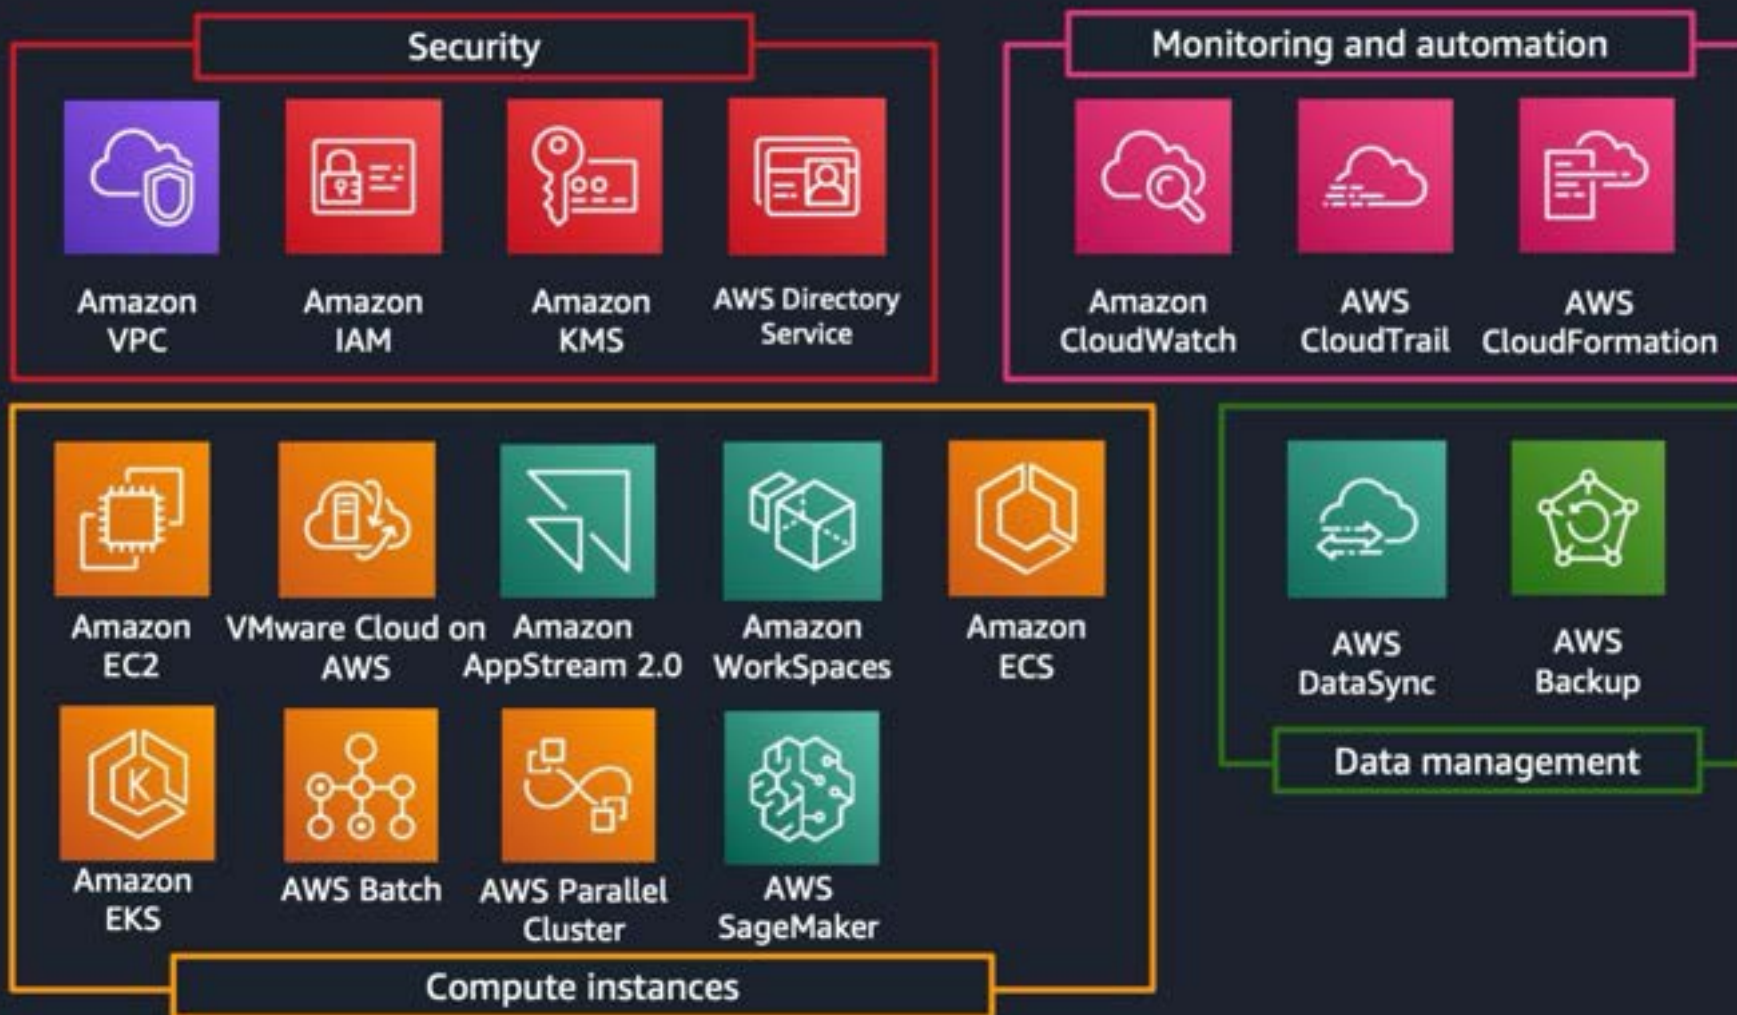 Security
Amazon
VPC
Amazon
IAM
Amazon
KMS
AWS Directory
Service
Monitoring and automation
Amazon
CloudWatch
AWS
CloudTrail
AWS
CloudFormation
Amazon
EC2
VMware Cloud on
AWS
Amazon
AppStream 2.0
Amazon
WorkSpaces
Amazon
ECS
K
Amazon
EKS
AWS Batch
AWS Parallel
Cluster
AWS
SageMaker
Compute instances
AWS
DataSync
AWS
Backup
Data management